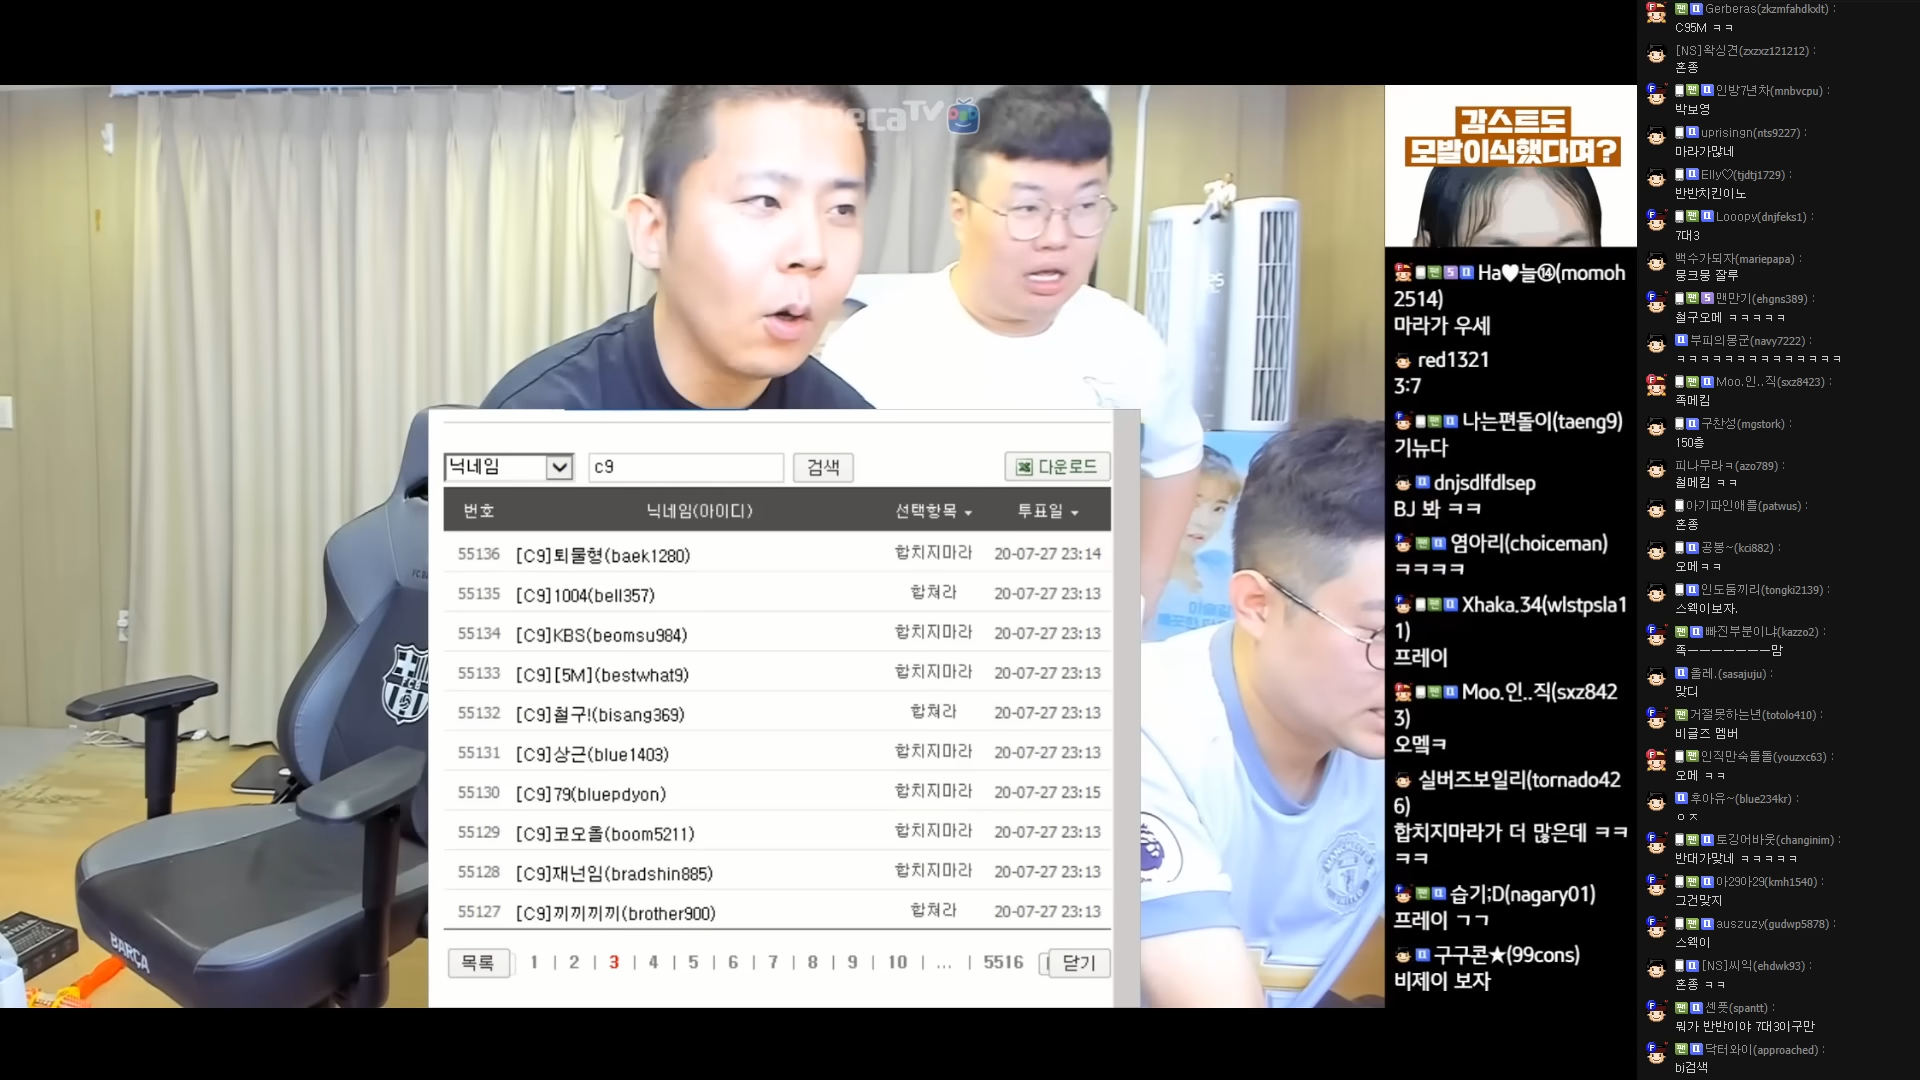 ecaTV
감스트도
모발이식했다며?
BARÇA
닉네임
c9
검색
다운로드
번호 닉네임(아이디) 선택항목 투표일
55136 [C9]퇴물형(baek1280) 합치지마라 20-07-27 23:14
55135 [C9]1004(bell357) 합쳐라 20-07-27 23:13
55134 [C9]KBS(beomsu984) 합치지마라 20-07-27 23:13
55133 [C9][5M](bestwhat9) 합치지마라 20-07-27 23:13
55132 [C9]철구!(bisang369) 합쳐라 20-07-27 23:13
55131 [C9]상근(blue1403) 합치지마라 20-07-27 23:13
55130 [C9]79(bluepdyon) 합치지마라 20-07-27 23:15
55129 [C9]코오올(boom5211) 합치지마라 20-07-27 23:13
55128 [C9]재넌임(bradshin885) 합치지마라 20-07-27 23:13
55127 [C9]끼끼끼끼(brother900) 합쳐라 20-07-27 23:13
목록 1 | 2 | 3 | 4 | 5 | 6 | 7 | 8 | 9 | 10 | ... | 5516 닫기
Ha♥늘⑭(momoh
2514)
마라가 우세
red1321
3:7
나는편돌이(taeng9)
기뉴다
dnjsdlfdlsep
BJ 봐 ㅋㅋ
염아리(choiceman)
ㅋㅋㅋㅋ
Xhaka.34(wlstpsla1
1)
프레이
Moo.인..직(sxz842
3)
오멬ㅋ
실버즈보일리(tornado42
6)
합치지마라가 더 많은데 ㅋㅋ
ㅋㅋ
습기;D(nagary01)
프레이 ㄱㄱ
구구콘★(99cons)
비제이 보자
Gerberas(zkzmfahdkxlt) :
C95M ㅋㅋ
[NS]왁싱견(zxzxz121212) :
혼종
인방7년차(mnbvcpu) :
박보영
uprisingn(nts9227) :
마라가많네
Elly♡(tjdtj1729) :
반반치킨이노
Looopy(dnjfeks1) :
7대3
백수가되자(mariepapa) :
뭉크뭉 잘루
맨만기(ehgns389) :
철구오메 ㅋㅋㅋㅋㅋ
부피의몽군(navy7222) :
ㅋㅋㅋㅋㅋㅋㅋㅋㅋㅋㅋㅋㅋㅋ
Moo.인..직(sxz8423) :
족메킴
구찬성(mgstork) :
150층
피나무라ㅋ(azo789) :
철메킴 ㅋㅋ
아기파인애플(patwus) :
혼종
공봉~(kci882) :
오메ㅋㅋ
인도둠끼리(tongki2139) :
스웩이보자.
빠진부분이냐(kazzo2) :
족ㅡㅡㅡㅡㅡㅡㅡ맘
올레.(sasajuju) :
맞디
거절못하는년(totolo410) :
비글즈 멤버
인직만숙돌돌(youzxc63) :
오메 ㅋㅋ
후아유~(blue234kr) :
ㅇㅈ
토깅어바웃(changinim) :
반대가맞네 ㅋㅋㅋㅋㅋ
아29아29(kmh1540) :
그건맞지
auszuzy(gudwp5878) :
스웩이
[NS]씨익(ehdwk93) :
혼종 ㅋㅋ
센풋(spantt) :
뭐가 반반이야 7대3이구만
닥터와이(approached) :
bj검색